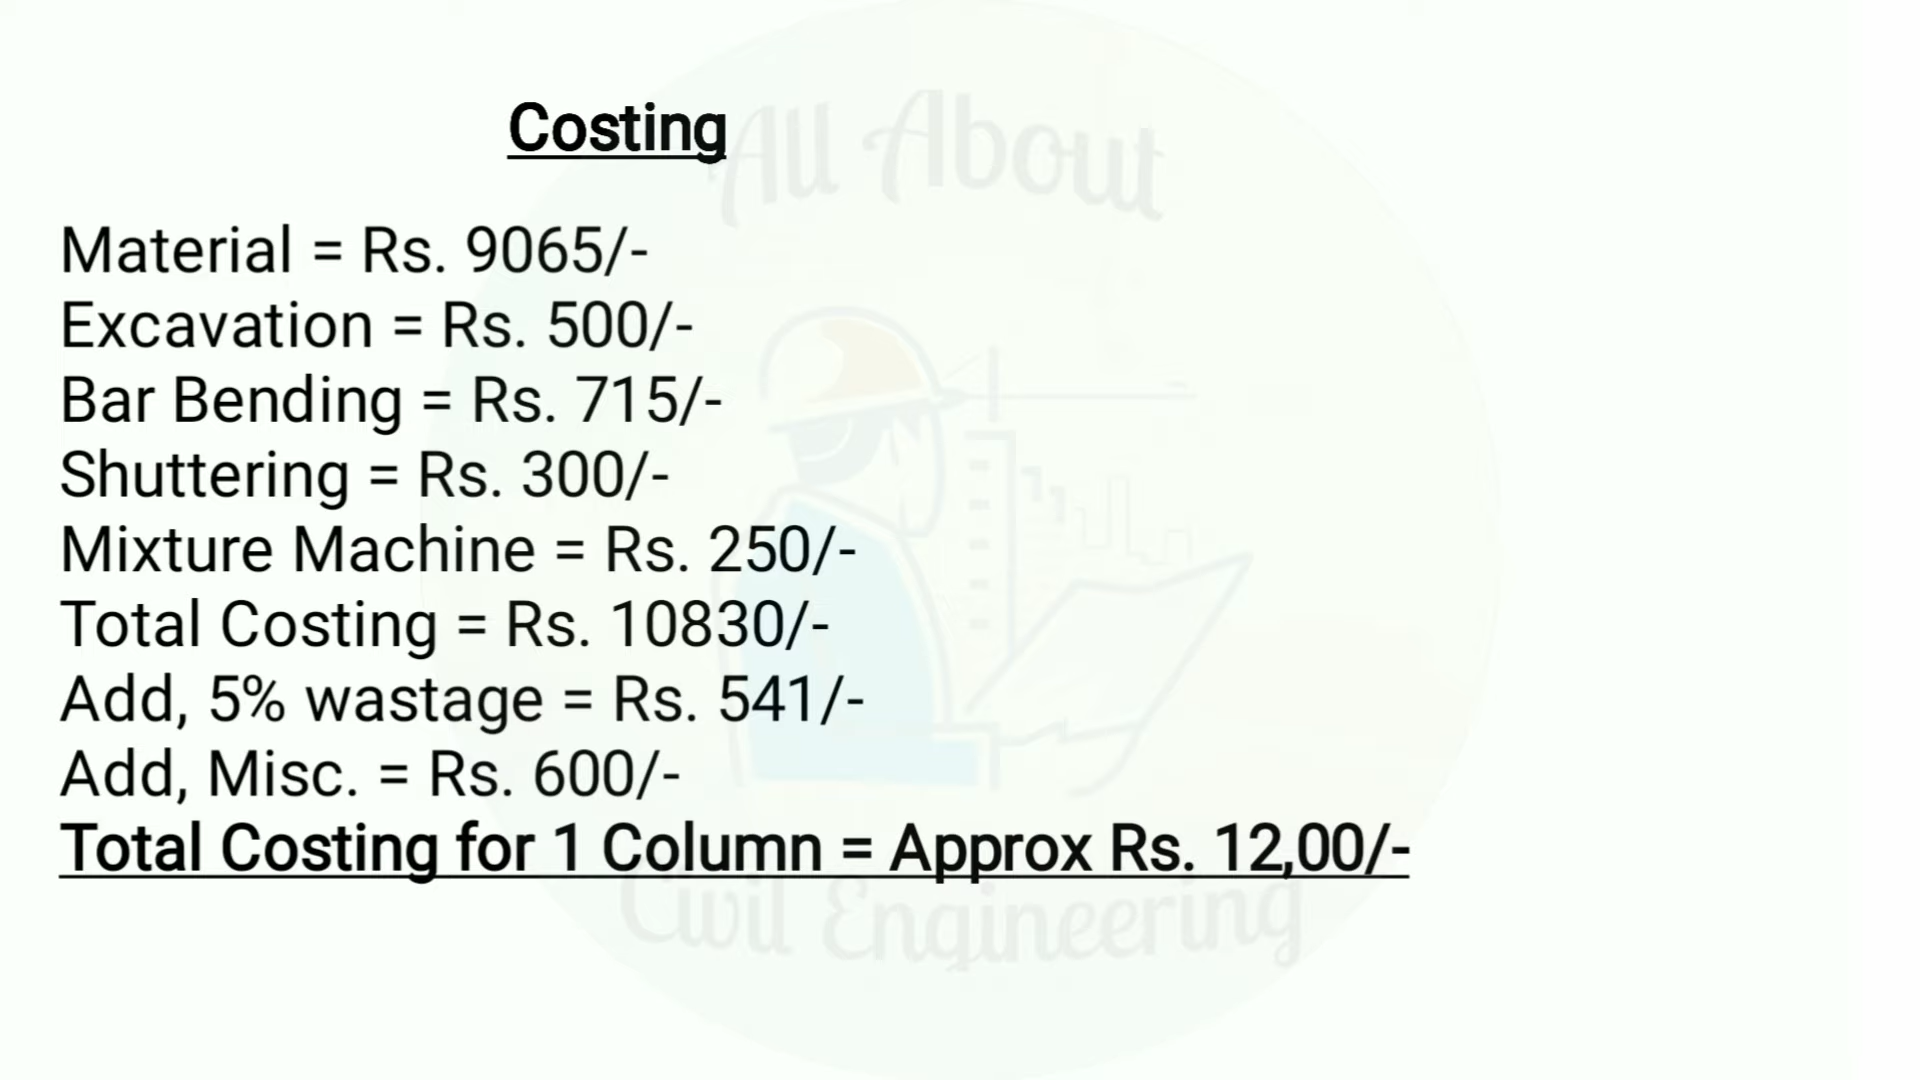 Costing
All About
Material = Rs. 9065/-
Excavation = Rs. 500/-
Bar Bending = Rs. 715/-
Shuttering = Rs. 300/-
Mixture Machine = Rs. 250/-
Total Costing = Rs. 10830/-
Add, 5% wastage = Rs. 541/-
Add, Misc. = Rs. 600/-
Total Costing for 1 Column = Approx Rs. 12,00/-
Civil Engineering